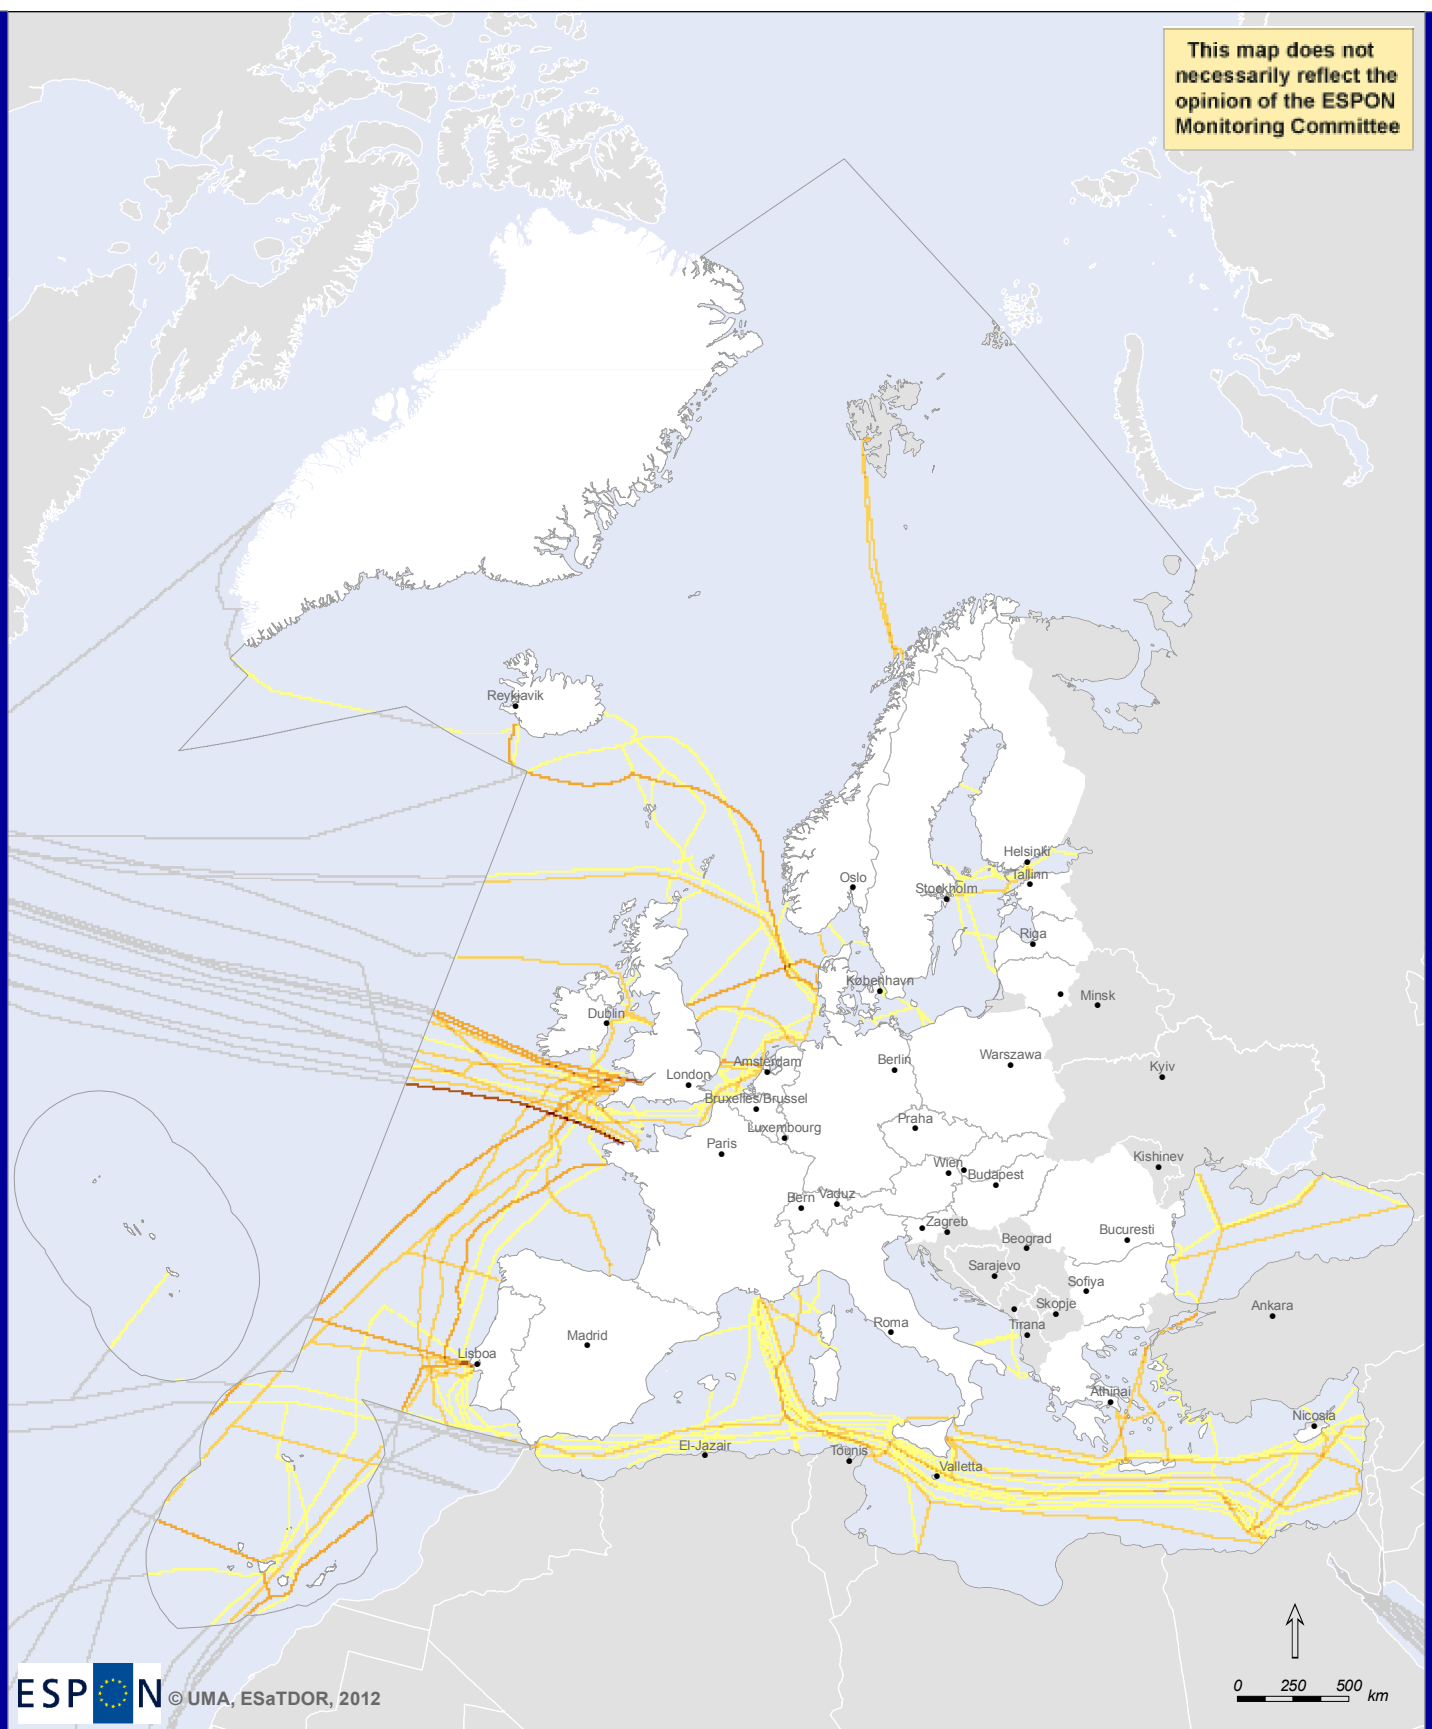 This map does not
necessarily reflect the
opinion of the ESPON
Monitoring Committee
Reykjavik
Helsinki
Tallinn
Oslo
Stockholm
Riga
København
Minsk
Dublin
Amsterdam
Berlin
Warszawa
London
Kyiv
Bruxelles/Brussel
Luxembourg
Praha
Paris
Kishinev
Wien
Budapest
Bern
Vaduz
Zagreb
Bucuresti
Beograd
Sarajevo
Sofiya
Skopje
Ankara
Roma
Tirana
Madrid
Lisboa
Athinai
Nicosia
El-Jazair
Tounis
Valletta
0 250 500 km
ESPON © UMA, ESaTDOR, 2012